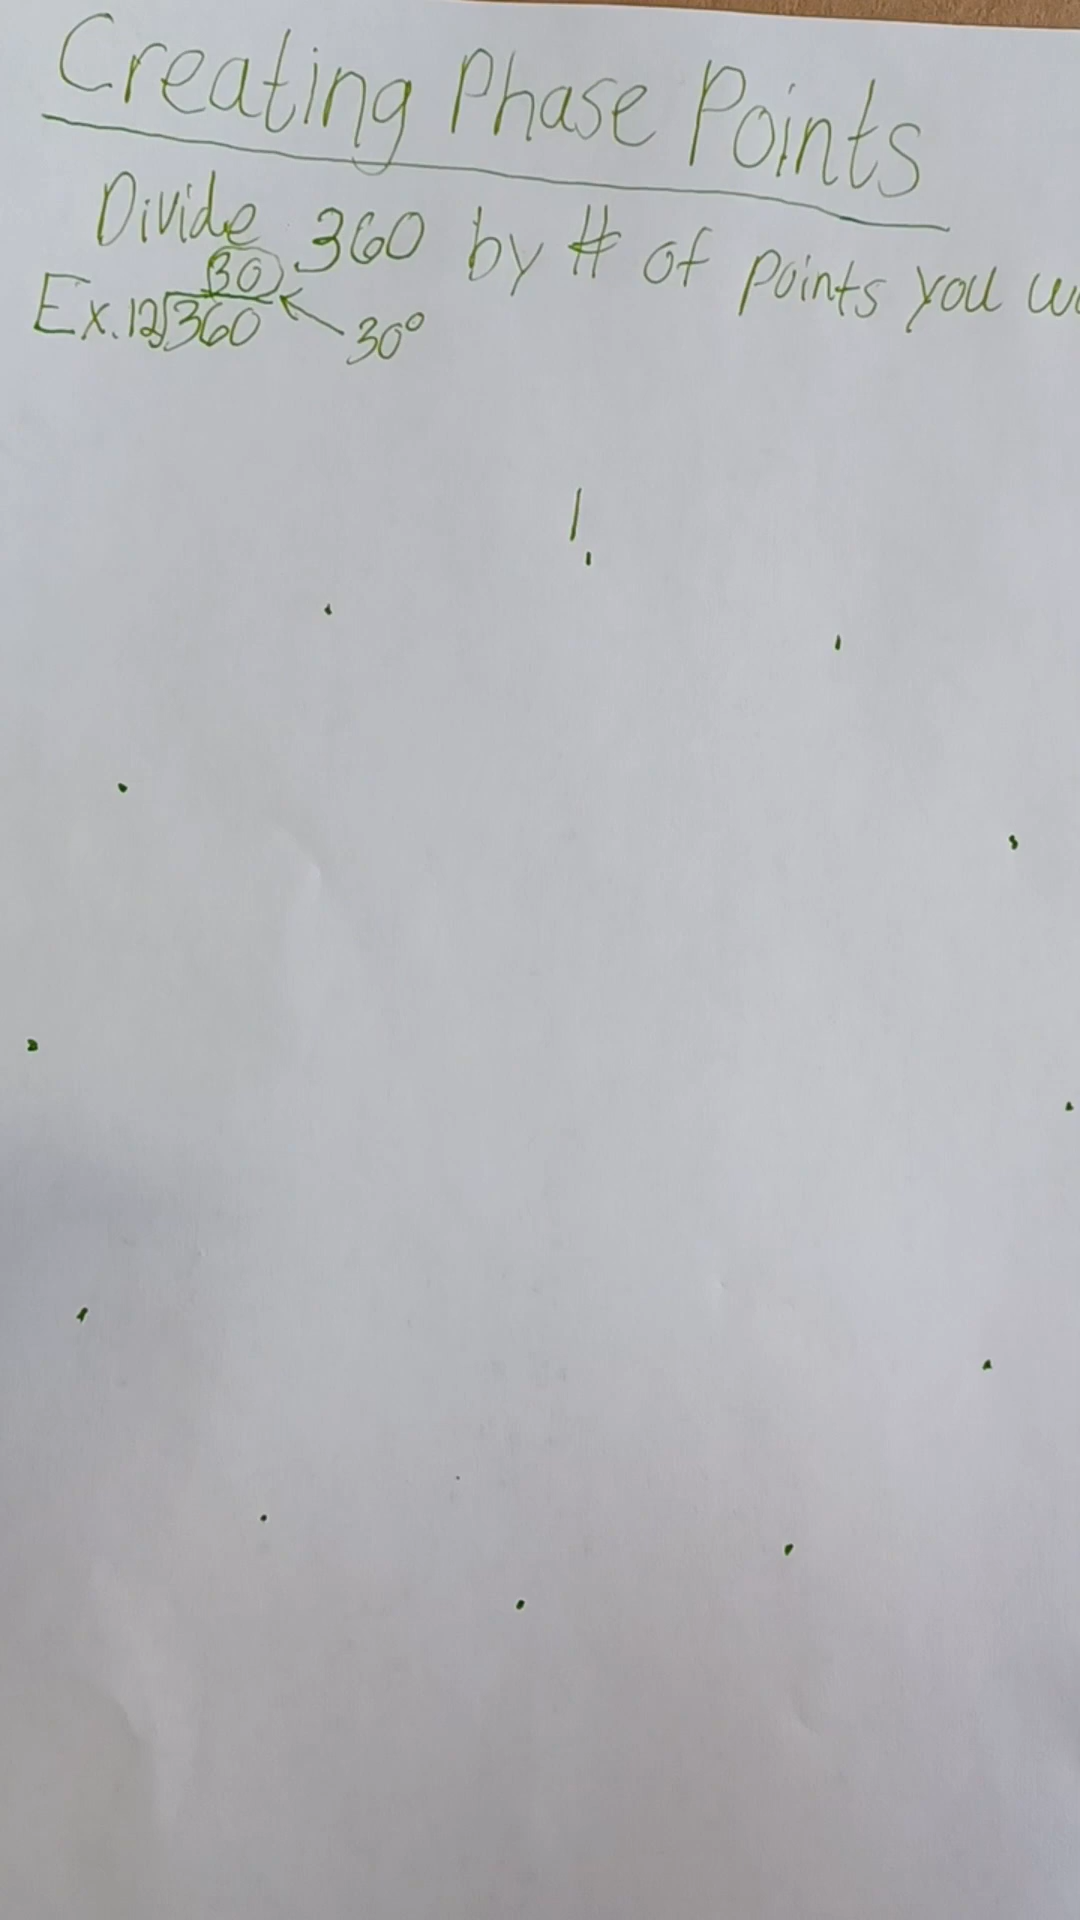 Creating Phase Points
Divide 360 by # of points you
30
Ex. 12)360 30°
1